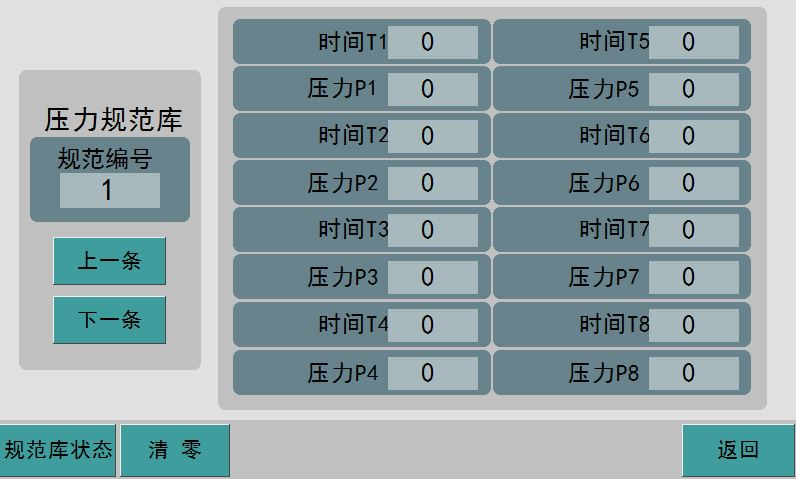 压力规范库
规范编号
1
上一条
下一条
时间T1 0
压力P1 0
时间T2 0
压力P2 0
时间T3 0
压力P3 0
时间T4 0
压力P4 0
时间T5 0
压力P5 0
时间T6 0
压力P6 0
时间T7 0
压力P7 0
时间T8 0
压力P8 0
规范库状态
清 零
返回